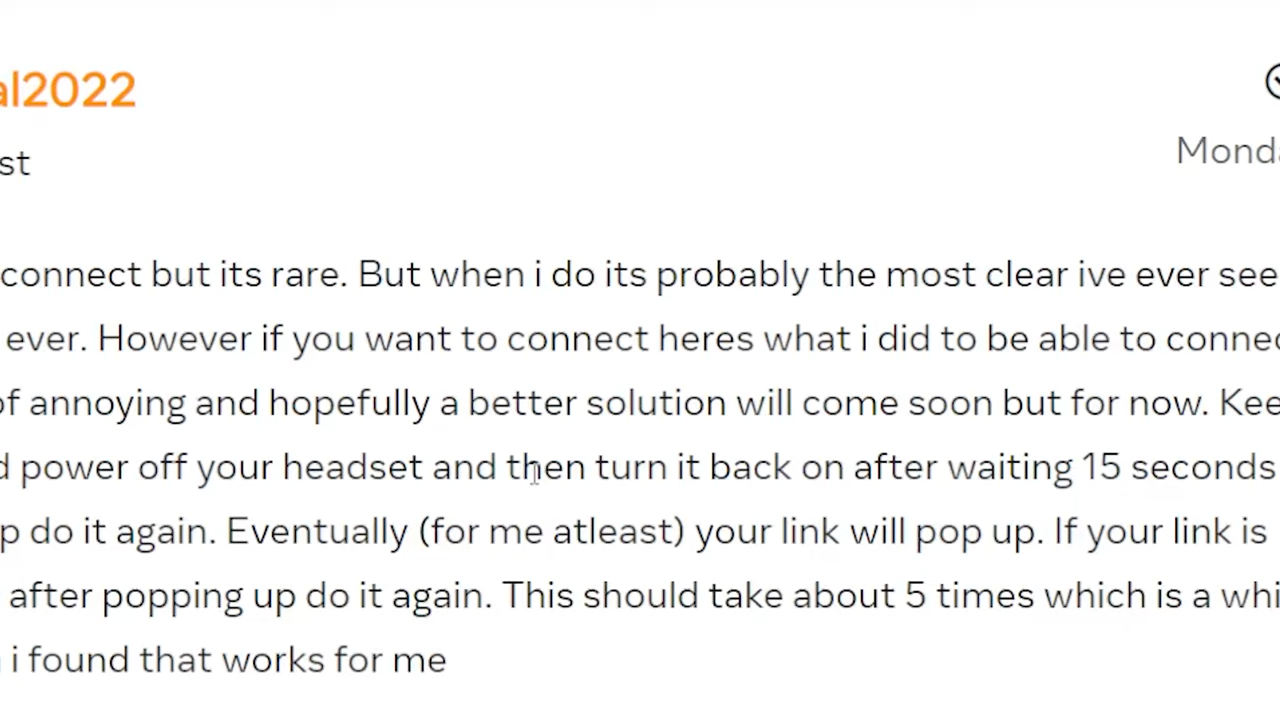 al2022
st
Monda
connect but its rare. But when i do its probably the most clear ive ever see
ever. However if you want to connect heres what i did to be able to connec
of annoying and hopefully a better solution will come soon but for now. Kee
d power off your headset and then turn it back on after waiting 15 seconds
p do it again. Eventually (for me atleast) your link will pop up. If your link is
after popping up do it again. This should take about 5 times which is a whi
i found that works for me